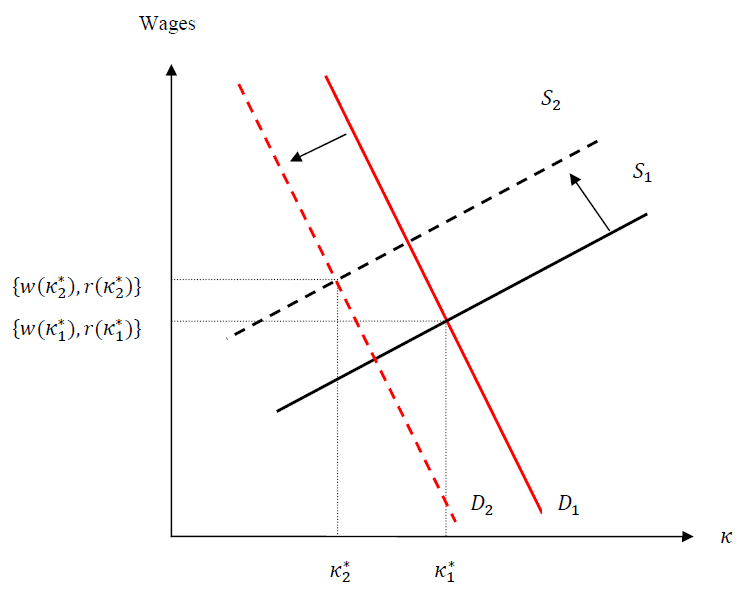 Wages
S₂
S₁
{w(κ₂*), r(κ₂*)}
{w(κ₁*), r(κ₁*)}
D₂ D₁
κ
κ₂* κ₁*